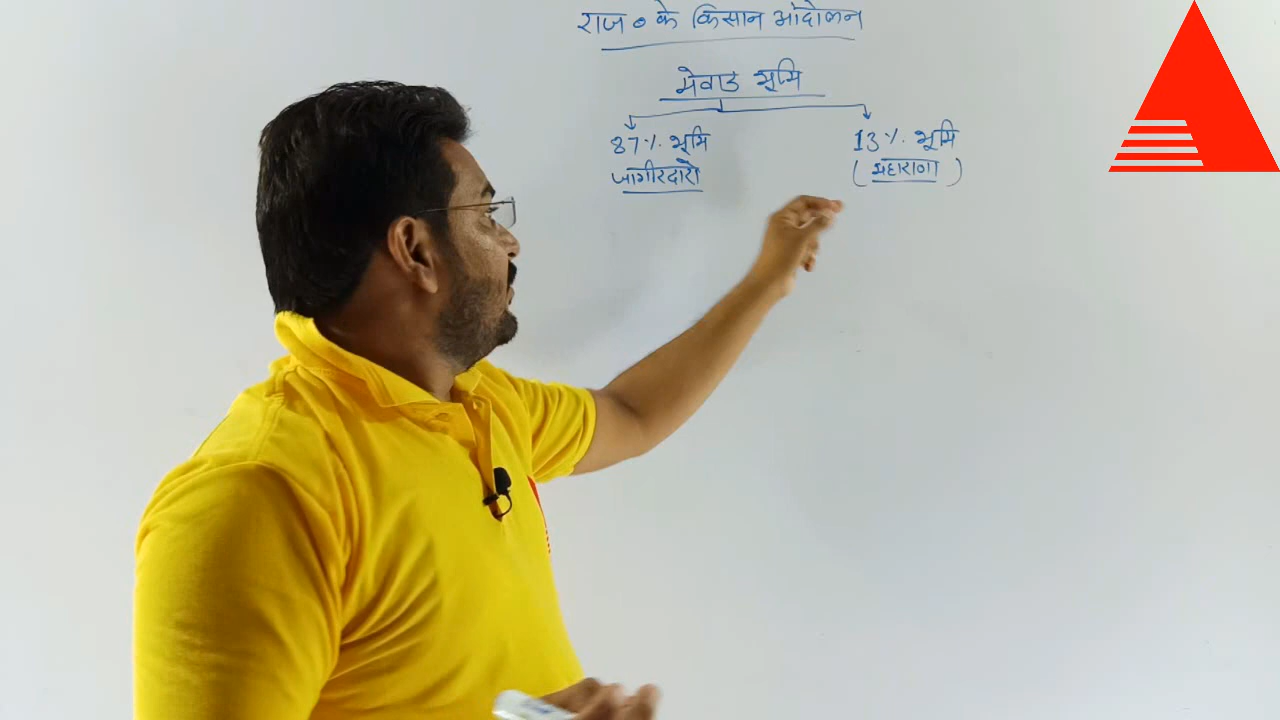 राज० के किसान आंदोलन
मेवाड भूमि
87% भूमि
जागीरदारो
13% भूमि
(महाराणा)